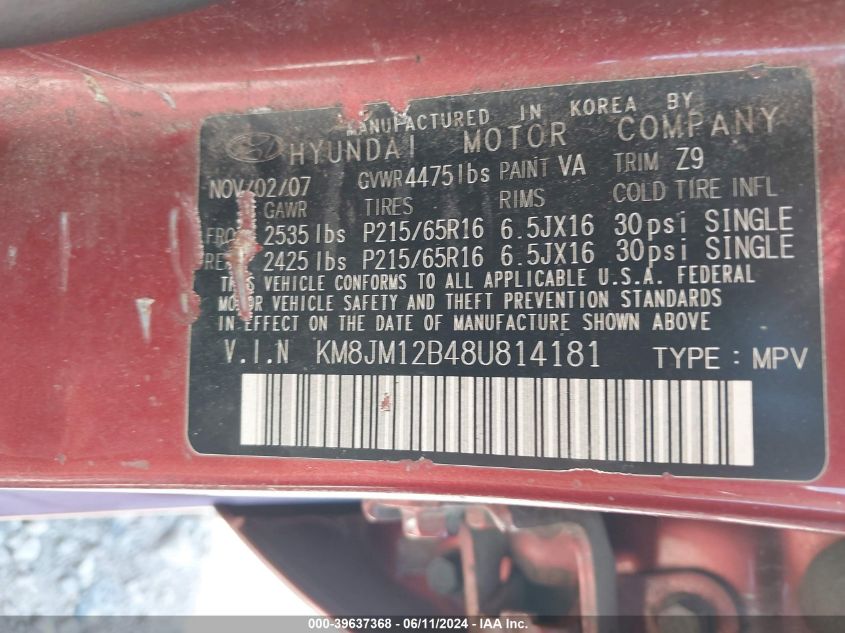 MANUFACTURED IN KOREA BY
HYUNDAI MOTOR COMPANY
NOV/02/07 GVWR 4475 lbs PAINT VA TRIM Z9
GAWR TIRES RIMS COLD TIRE INFL
2535 lbs P215/65R16 6.5JX16 30psi SINGLE
2425 lbs P215/65R16 6.5JX16 30psi SINGLE
THIS VEHICLE CONFORMS TO ALL APPLICABLE U.S.A. FEDERAL
MOTOR VEHICLE SAFETY AND THEFT PREVENTION STANDARDS
IN EFFECT ON THE DATE OF MANUFACTURE SHOWN ABOVE
V.I.N KM8JM12B48U814181 TYPE : MPV
000-39637368 - 06/11/2024 - IIAAI.COM